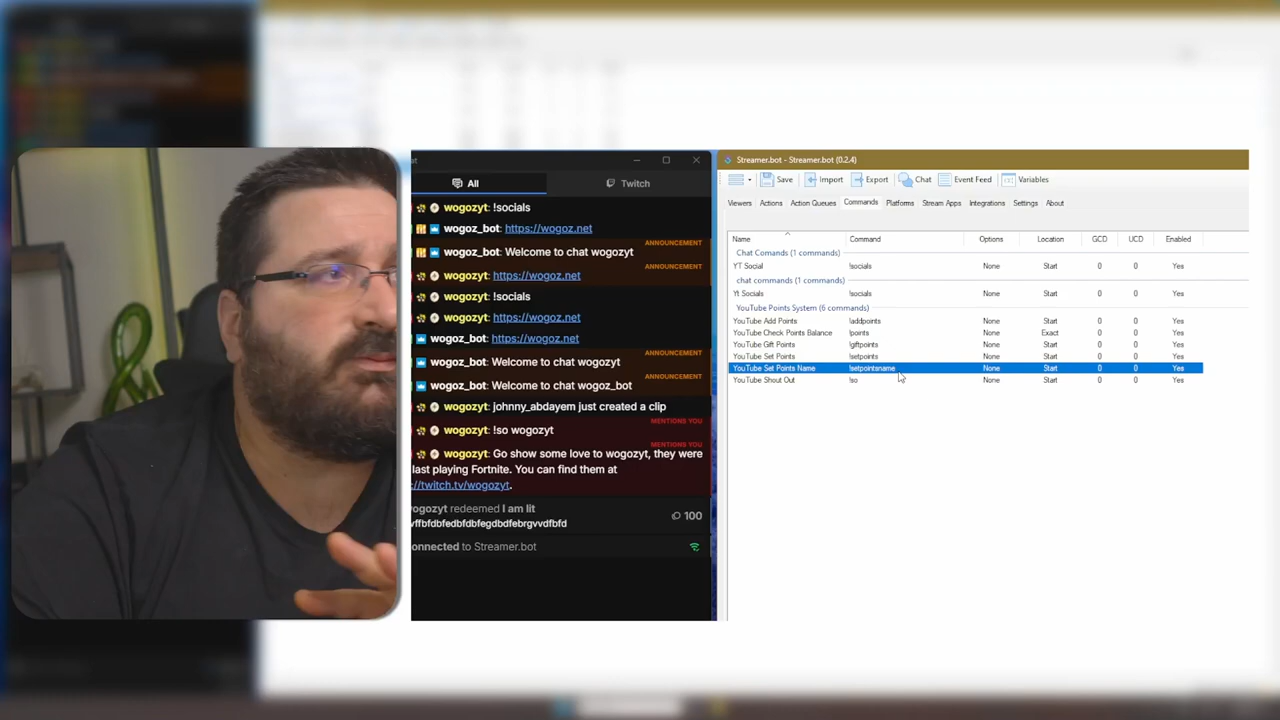 at
All
Twitch
wogozyt: !socials
wogoz_bot: https://wogoz.net
ANNOUNCEMENT
wogoz_bot: Welcome to chat wogozyt
ANNOUNCEMENT
wogozyt: https://wogoz.net
wogozyt: !socials
wogozyt: https://wogoz.net
wogoz_bot: https://wogoz.net
ANNOUNCEMENT
wogoz_bot: Welcome to chat wogozyt
ANNOUNCEMENT
wogoz_bot: Welcome to chat wogoz_bot
johnny_abdayem just created a clip
MENTIONS YOU
wogozyt: !so wogozyt
MENTIONS YOU
wogozyt: Go show some love to wogozyt, they were
last playing Fortnite. You can find them at
://twitch.tv/wogozyt.
vogozyt redeemed I am lit
100
vffbfdbfedbfdbfegdbdfebrgvvdfbfd
onnected to Streamer.bot
Streamer.bot - Streamer.bot (0.2.4)
Save Import Export Chat Event Feed Variables
Viewers Actions Action Queues Commands Platforms Stream Apps Integrations Settings About
Name Command Options Location GCD UCD Enabled
Chat Comands (1 commands)
YT Social !socials None Start 0 0 Yes
chat commands (1 commands)
Yt Socials !socials None Start 0 0 Yes
YouTube Points System (6 commands)
YouTube Add Points !addpoints None Start 0 0 Yes
YouTube Check Points Balance !points None Exact 0 0 Yes
YouTube Gift Points !giftpoints None Start 0 0 Yes
YouTube Set Points !setpoints None Start 0 0 Yes
YouTube Set Points Name !setpointsname None Start 0 0 Yes
YouTube Shout Out !so None Start 0 0 Yes